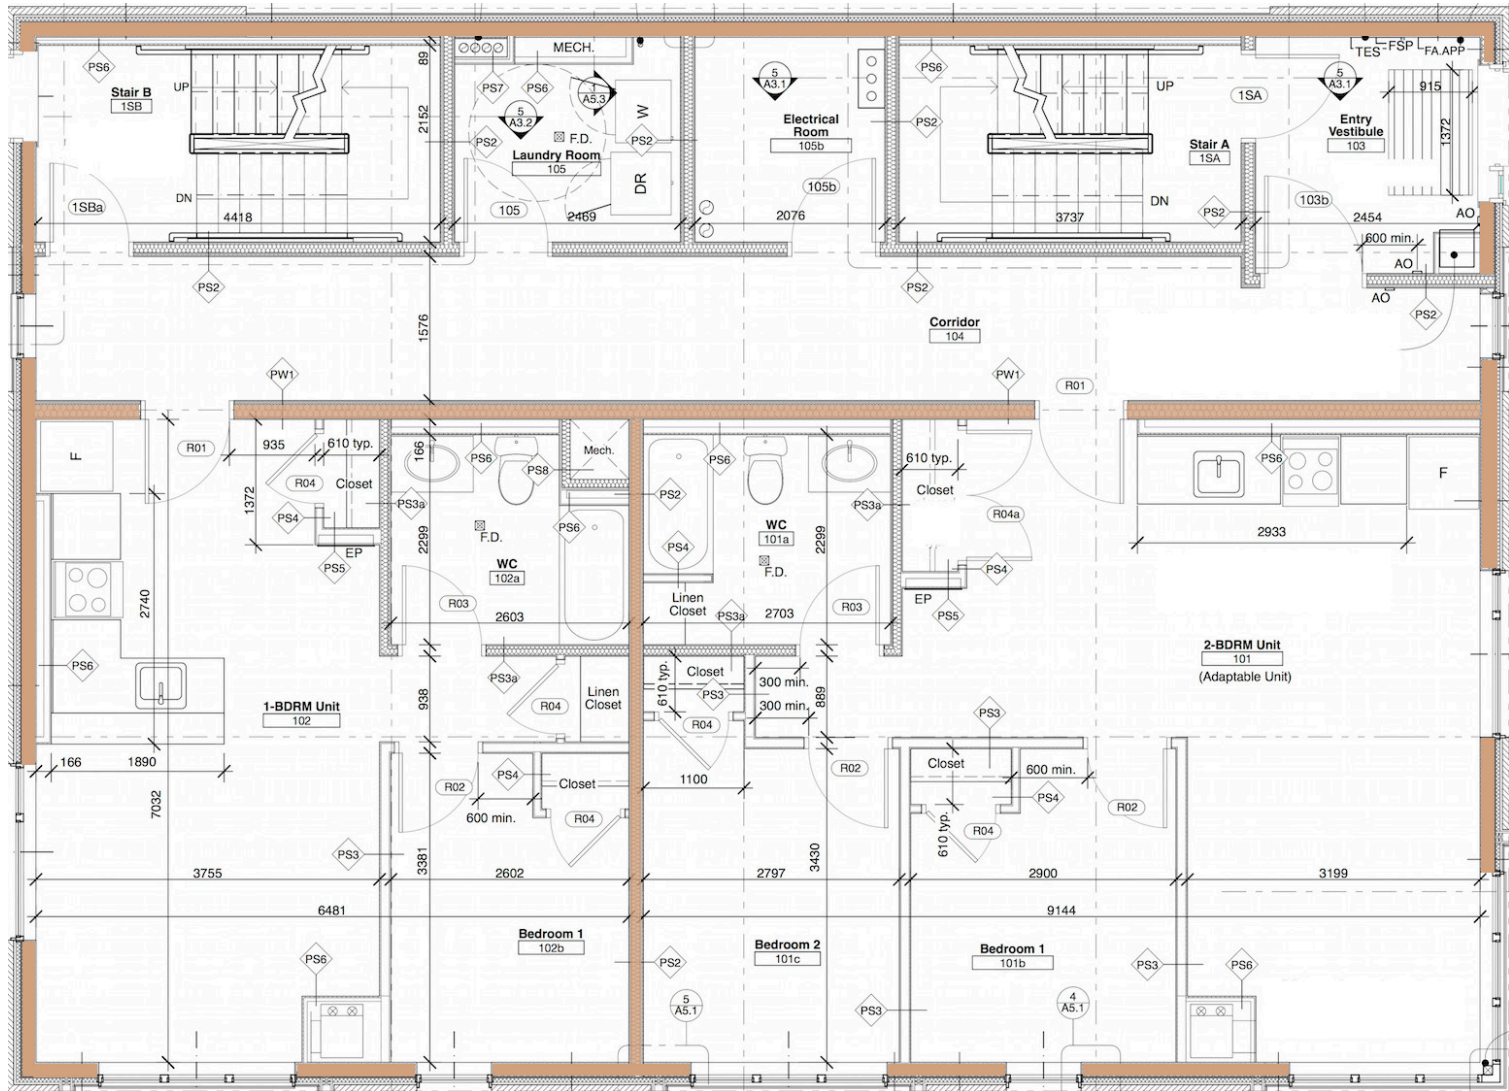 MECH.
TES
FSP
FA.APP
PS6
Stair B
1SB
UP
89
2152
PS7
PS6
1
A5.3
5
A3.2
F.D.
W
PS2
PS2
Laundry Room
105
DR
5
A3.1
Electrical
Room
105b
PS2
PS6
UP
1SA
5
A3.1
915
1372
Entry
Vestibule
103
Stair A
1SA
DN
1SBa
4418
105
2469
105b
2076
3737
DN
PS2
103b
2454
AO
600 min.
AO
AO
PS2
PS2
PS2
1576
Corridor
104
PW1
PW1
R01
F
R01
935
610 typ.
166
PS6
PS8
Mech.
R04
Closet
1372
PS4
PS3a
EP
PS5
2299
F.D.
PS6
PS2
WC
102a
R03
2603
PS6
2299
PS3a
WC
101a
PS4
F.D.
Linen
Closet
PS3a
2703
R03
610 typ.
Closet
R04a
PS4
EP
PS5
PS6
F
2933
2740
PS6
1-BDRM Unit
102
938
PS3a
R04
Linen
Closet
610 typ.
Closet
PS3
R04
300 min.
300 min.
889
2-BDRM Unit
101
(Adaptable Unit)
PS3
166
1890
7032
R02
PS4
Closet
600 min.
R04
1100
R02
Closet
600 min.
PS4
610 typ.
R04
R02
PS3
3381
3430
3755
2602
2797
2900
3199
6481
9144
Bedroom 1
102b
Bedroom 2
101c
Bedroom 1
101b
PS6
PS2
PS3
PS6
5
A5.1
PS3
4
A5.1